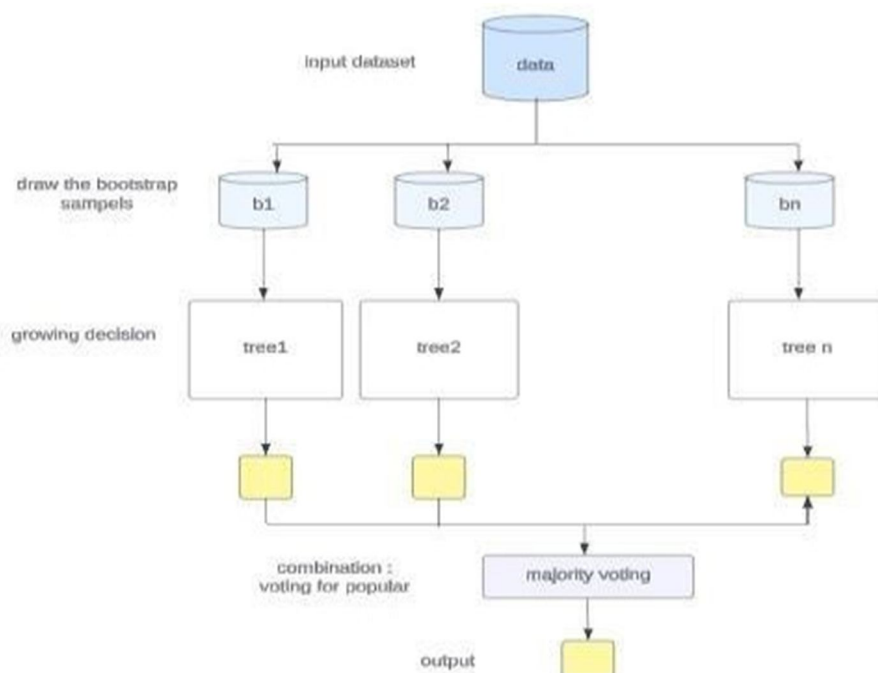 input dataset
data
draw the bootstrap
sampels
b1
b2
bn
growing decision
tree1
tree2
tree n
combination :
voting for popular
majority voting
output